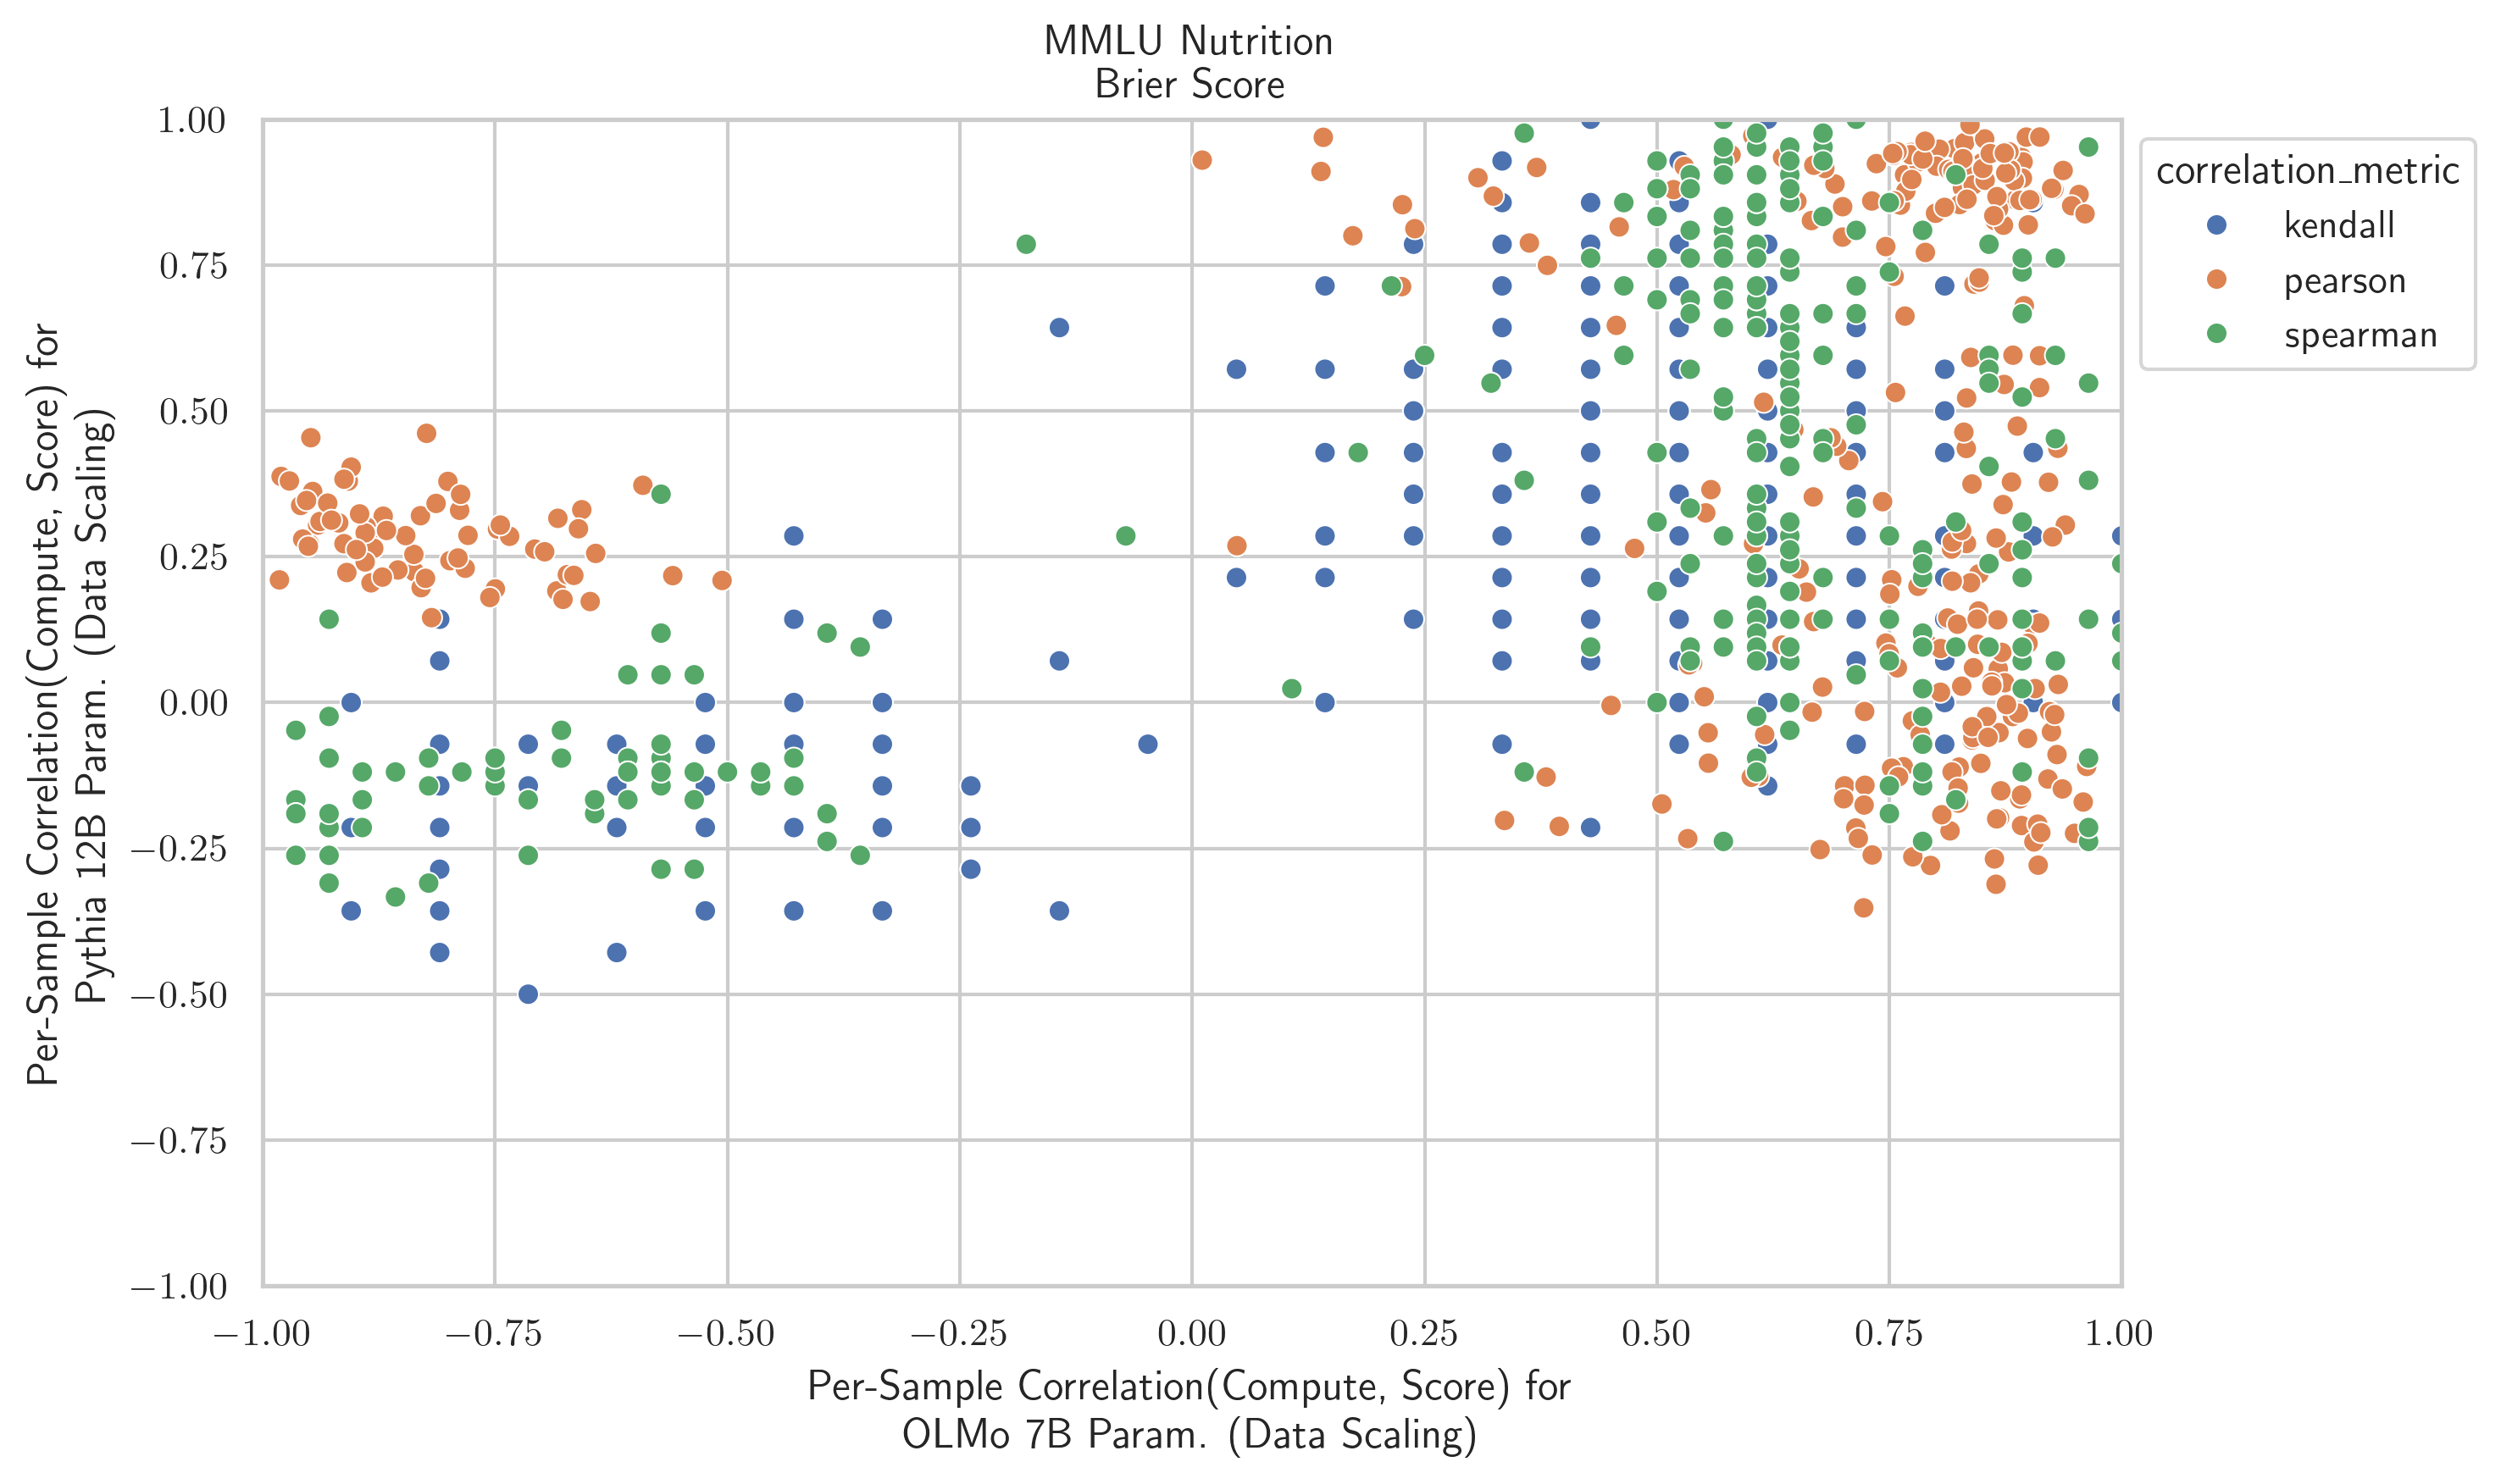 MMLU Nutrition
Brier Score
Per-Sample Correlation(Compute, Score) for
Pythia 12B Param. (Data Scaling)
1.00
0.75
0.50
0.25
0.00
−0.25
−0.50
−0.75
−1.00
−1.00 −0.75 −0.50 −0.25 0.00 0.25 0.50 0.75 1.00
Per-Sample Correlation(Compute, Score) for
OLMo 7B Param. (Data Scaling)
correlation_metric
kendall
pearson
spearman